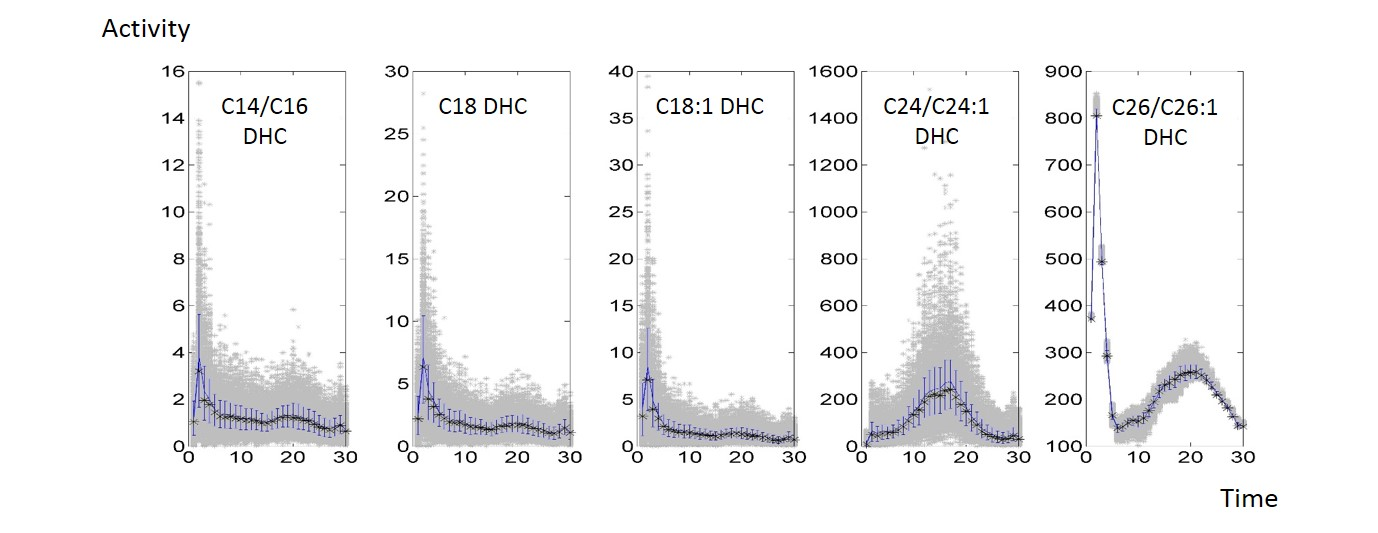 Activity
C14/C16
DHC
16
14
12
10
8
6
4
2
0
0 10 20 30
C18 DHC
30
25
20
15
10
5
0
0 10 20 30
C18:1 DHC
40
35
30
25
20
15
10
5
0
0 10 20 30
C24/C24:1
DHC
1600
1400
1200
1000
800
600
400
200
0
0 10 20 30
C26/C26:1
DHC
900
800
700
600
500
400
300
200
100
0 10 20 30
Time